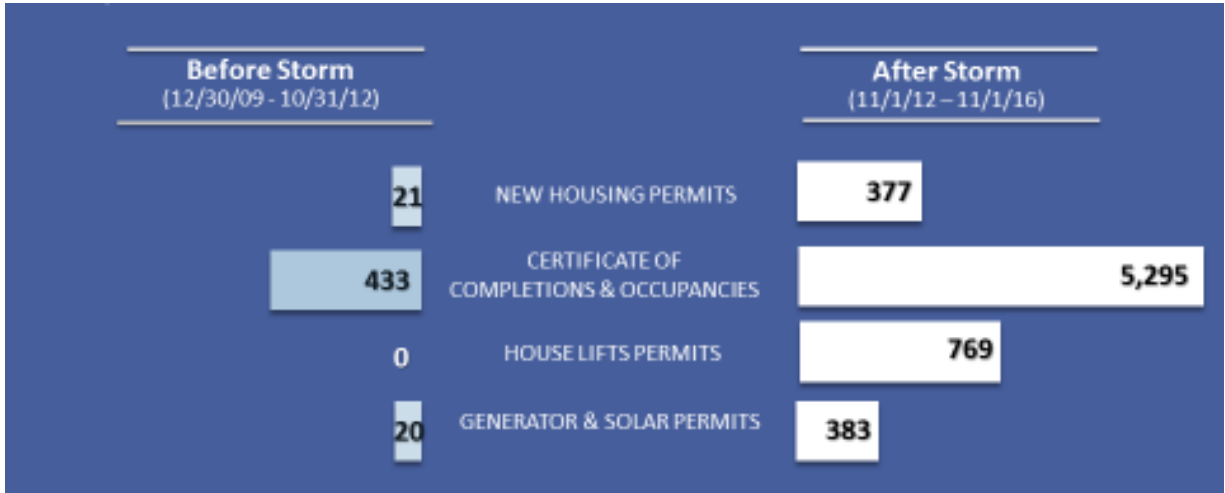 Before Storm
(12/30/09 - 10/31/12)
After Storm
(11/1/12 – 11/1/16)
21
NEW HOUSING PERMITS
377
433
CERTIFICATE OF
COMPLETIONS & OCCUPANCIES
5,295
0
HOUSE LIFTS PERMITS
769
20
GENERATOR & SOLAR PERMITS
383